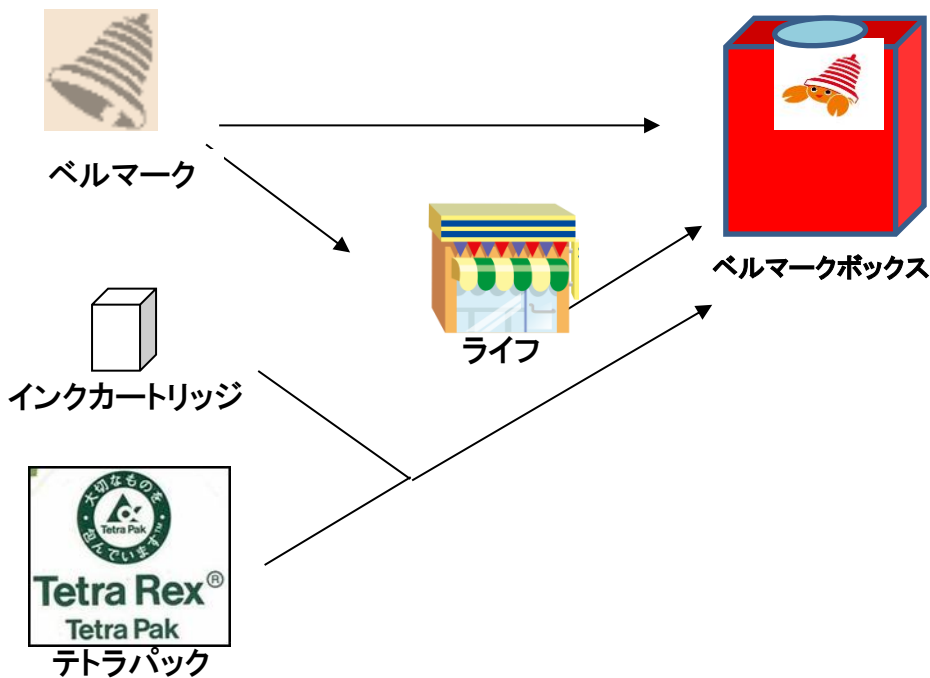 ベルマーク
ベルマークボックス
ライフ
インクカートリッジ
大切なものを
Tetra Pak
包んでいます™
Tetra Rex®
Tetra Pak
テトラパック